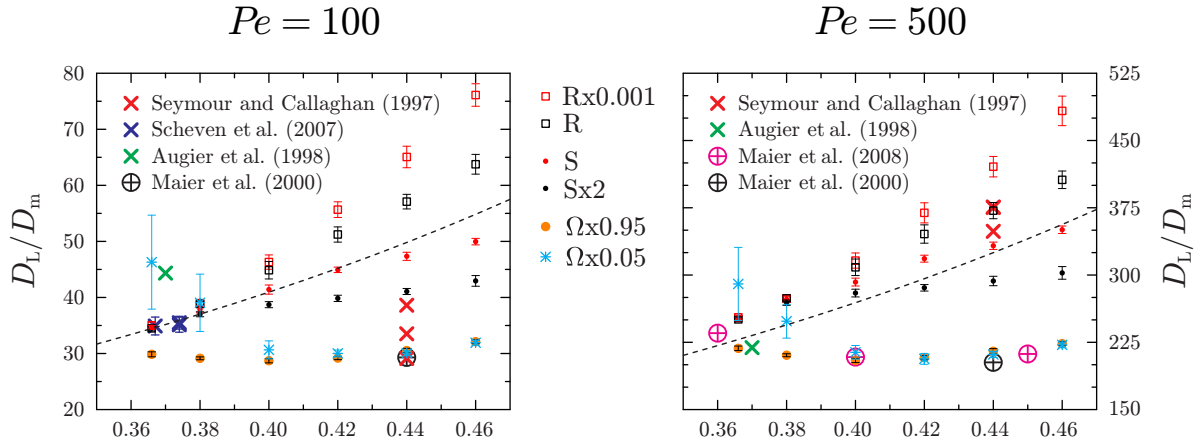 Pe = 100
Pe = 500
80
70
60
50
40
30
20
D_L/D_m
0.36
0.38
0.40
0.42
0.44
0.46
Seymour and Callaghan (1997)
Scheven et al. (2007)
Augier et al. (1998)
Maier et al. (2000)
Rx0.001
R
S
Sx2
Ωx0.95
Ωx0.05
Seymour and Callaghan (1997)
Augier et al. (1998)
Maier et al. (2008)
Maier et al. (2000)
525
450
375
300
225
150
D_L/D_m
0.36
0.38
0.40
0.42
0.44
0.46